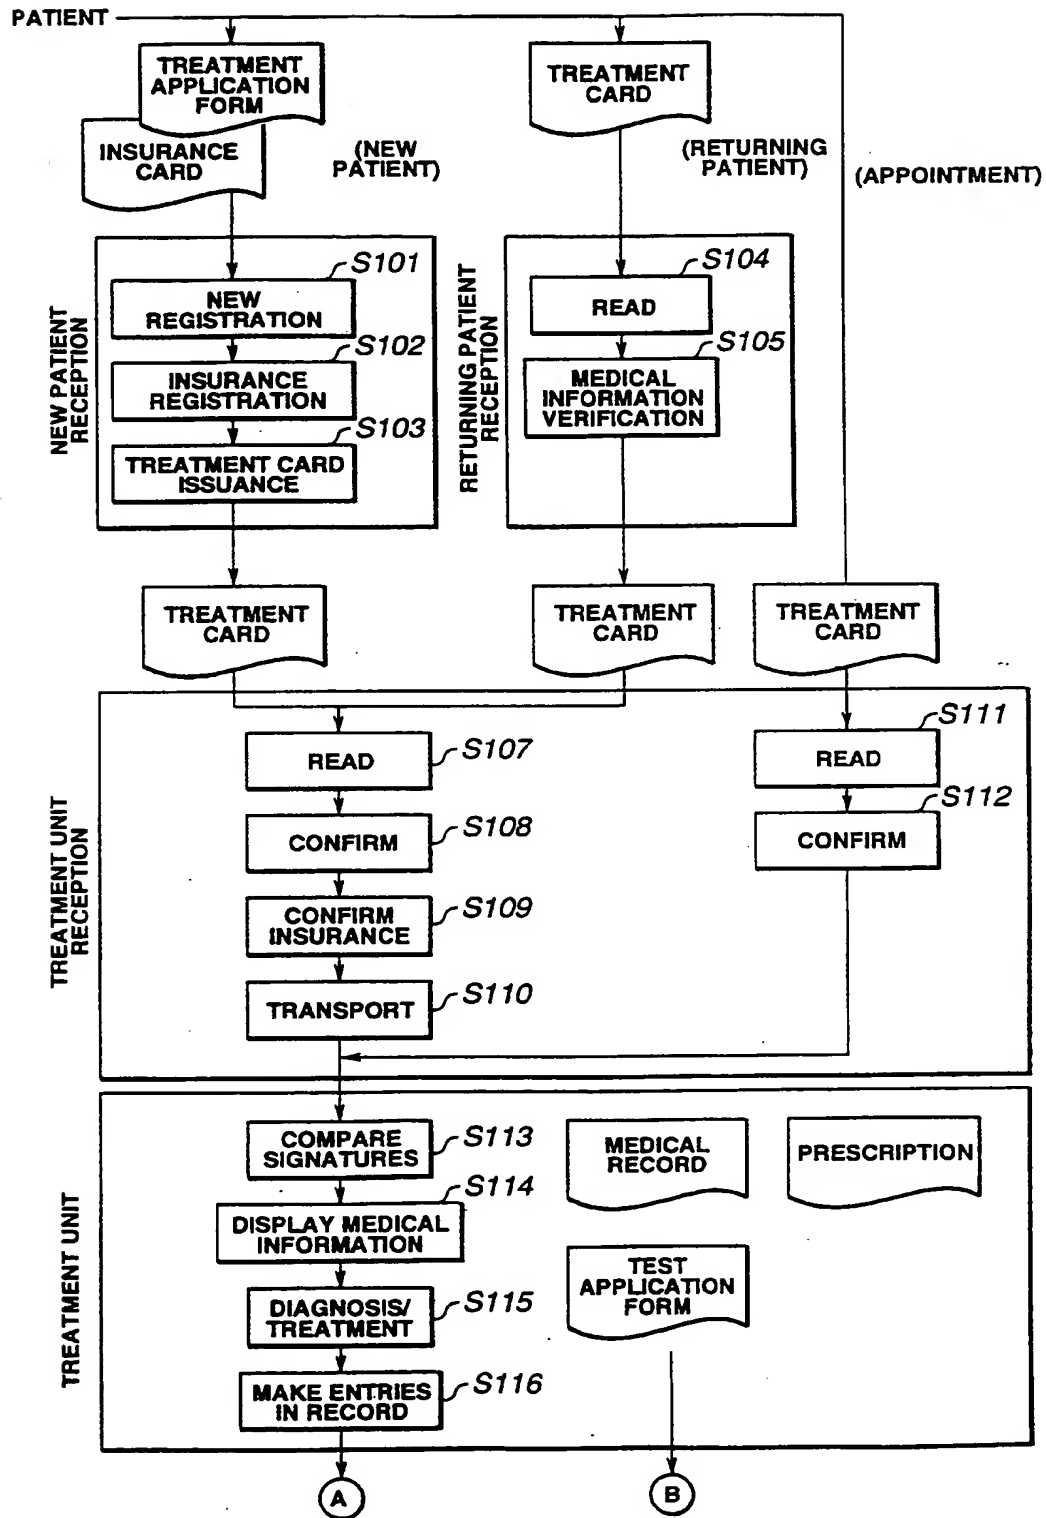 PATIENT
TREATMENT
APPLICATION
FORM
INSURANCE
CARD
(NEW
PATIENT)
TREATMENT
CARD
(RETURNING
PATIENT)
(APPOINTMENT)
NEW PATIENT
RECEPTION
S101
NEW
REGISTRATION
S102
INSURANCE
REGISTRATION
S103
TREATMENT CARD
ISSUANCE
RETURNING PATIENT
RECEPTION
S104
READ
S105
MEDICAL
INFORMATION
VERIFICATION
TREATMENT
CARD
TREATMENT
CARD
TREATMENT
CARD
TREATMENT UNIT
RECEPTION
S107
READ
S108
CONFIRM
S109
CONFIRM
INSURANCE
S110
TRANSPORT
S111
READ
S112
CONFIRM
TREATMENT UNIT
S113
COMPARE
SIGNATURES
S114
DISPLAY MEDICAL
INFORMATION
S115
DIAGNOSIS/
TREATMENT
S116
MAKE ENTRIES
IN RECORD
MEDICAL
RECORD
PRESCRIPTION
TEST
APPLICATION
FORM
A
B